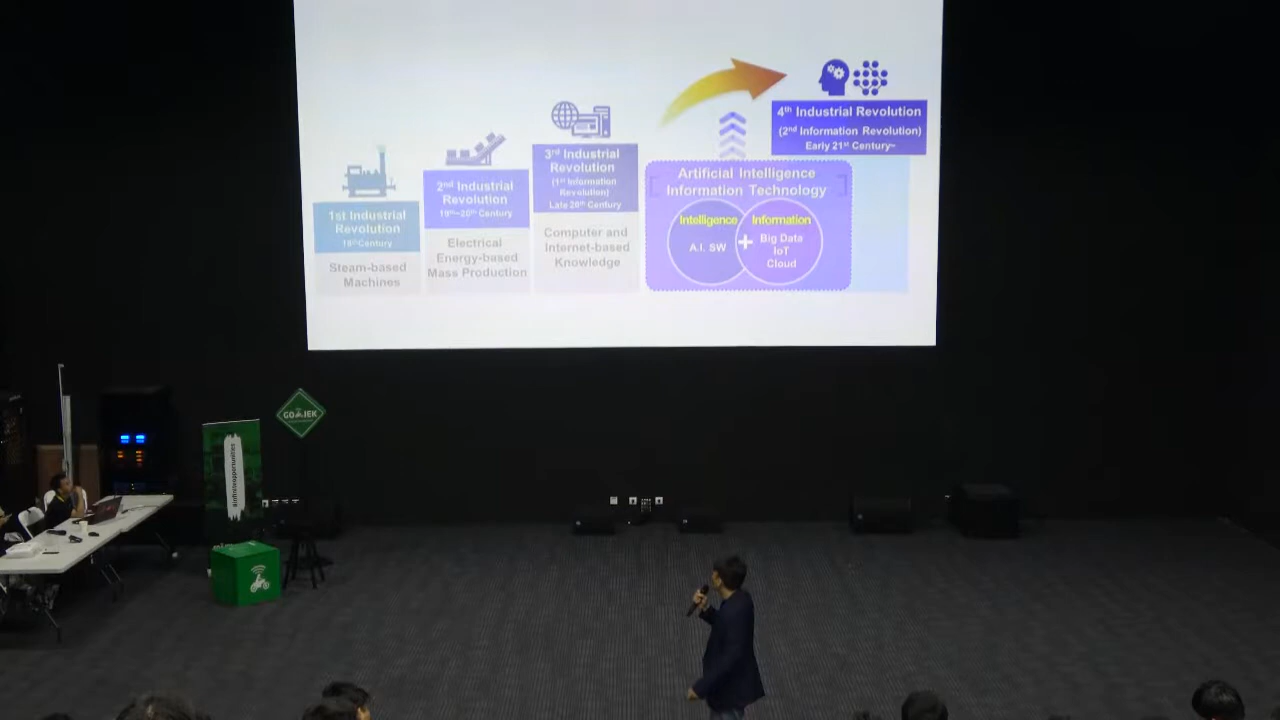 4th Industrial Revolution
(2nd Information Revolution)
Early 21st Century~
3rd Industrial
Revolution
(1st Information
Revolution)
Late 20th Century
Computer and
Internet-based
Knowledge
2nd Industrial
Revolution
19th~20th Century
Electrical
Energy-based
Mass Production
1st Industrial
Revolution
18th Century
Steam-based
Machines
Artificial Intelligence
Information Technology
Intelligence
A.I. SW
+
Information
Big Data
IoT
Cloud
GOJEK